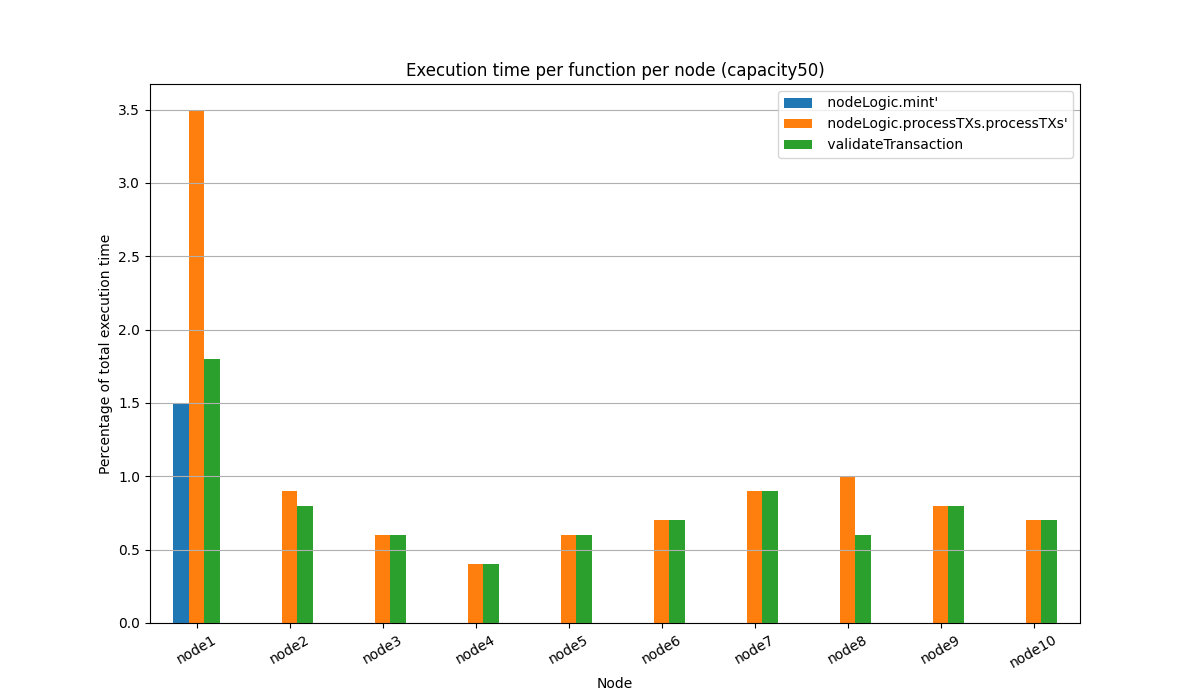 Execution time per function per node (capacity50)
nodeLogic.mint'
nodeLogic.processTXs.processTXs'
validateTransaction
Percentage of total execution time
3.5
3.0
2.5
2.0
1.5
1.0
0.5
0.0
node1
node2
node3
node4
node5
node6
node7
node8
node9
node10
Node